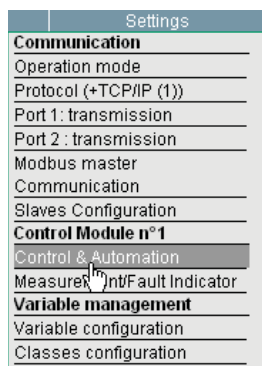 Settings
Communication
Operation mode
Protocol (+TCP/IP (1))
Port 1: transmission
Port 2 : transmission
Modbus master
Communication
Slaves Configuration
Control Module n°1
Control & Automation
Measurement/Fault Indicator
Variable management
Variable configuration
Classes configuration